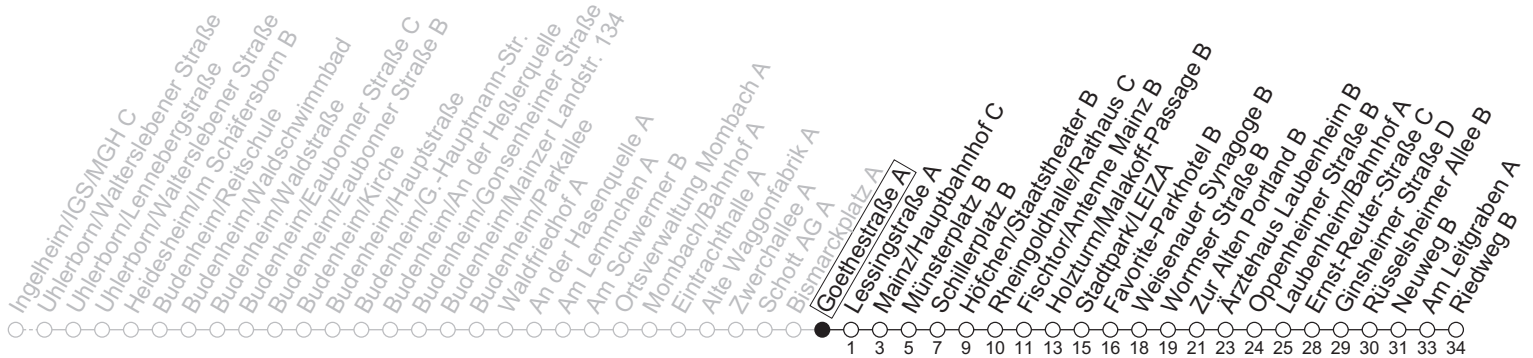 Ingelheim/IGS/MGH C
Uhlerborn/Walterslebener Straße
Uhlerborn/Lennebergstraße
Uhlerborn/Walterslebener Straße
Heidesheim/Im Schäfersborn B
Budenheim/Reitschule
Budenheim/Waldschwimmbad
Budenheim/Waldstraße
Budenheim/Eaubonner Straße C
Budenheim/Eaubonner Straße B
Budenheim/Kirche
Budenheim/Hauptstraße
Budenheim/G.-Hauptmann-Str.
Budenheim/An der Heßlerquelle
Budenheim/Gonsenheimer Straße
Budenheim/Mainzer Landstr. 134
Budenheim/Parkallee
Waldfriedhof A
An der Hasenquelle A
Am Lemmchen A
Am Schwermer B
Ortsverwaltung Mombach A
Mombach/Bahnhof A
Eintrachthalle A
Alte Waggonfabrik A
Zwerchallee A
Schott AG A
Bismarckplatz A
Goethestraße A
Lessingstraße A
Mainz/Hauptbahnhof C
Münsterplatz B
Schillerplatz B
Höfchen/Staatstheater B
Rheingoldhalle/Rathaus C
Fischtor/Antenne Mainz B
Holzturm/Malakoff-Passage B
Stadtpark/LEIZA
Favorite-Parkhotel B
Weisenauer Synagoge B
Wormser Straße B
Zur Alten Portland B
Ärztehaus Laubenheim B
Oppenheimer Straße B
Laubenheim/Bahnhof A
Ernst-Reuter-Straße C
Ginsheimer Straße D
Rüsselsheimer Allee B
Neuweg B
Am Leitgraben A
Riedweg B
1 3 5 7 9 10 11 13 15 16 18 19 21 23 24 25 28 29 30 31 33 34